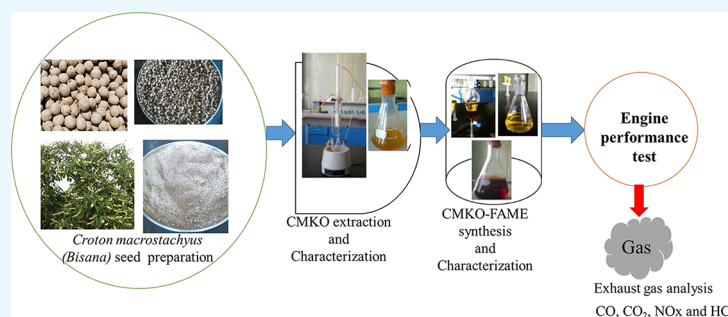 Croton macrostachyus
(Bisana) seed preparation
CMKO extraction
and
Characterization
CMKO-FAME
synthesis
and
Characterization
Engine
performance
test
Gas
Exhaust gas analysis
CO, CO₂, NOx and HC